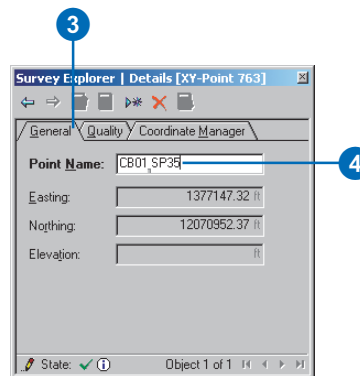 3
Survey Explorer | Details [XY-Point 763]
General Quality Coordinate Manager
Point Name: CB01_SP35
4
Easting: 1377147.32 ft
Northing: 12070952.37 ft
Elevation: ft
State: Object 1 of 1